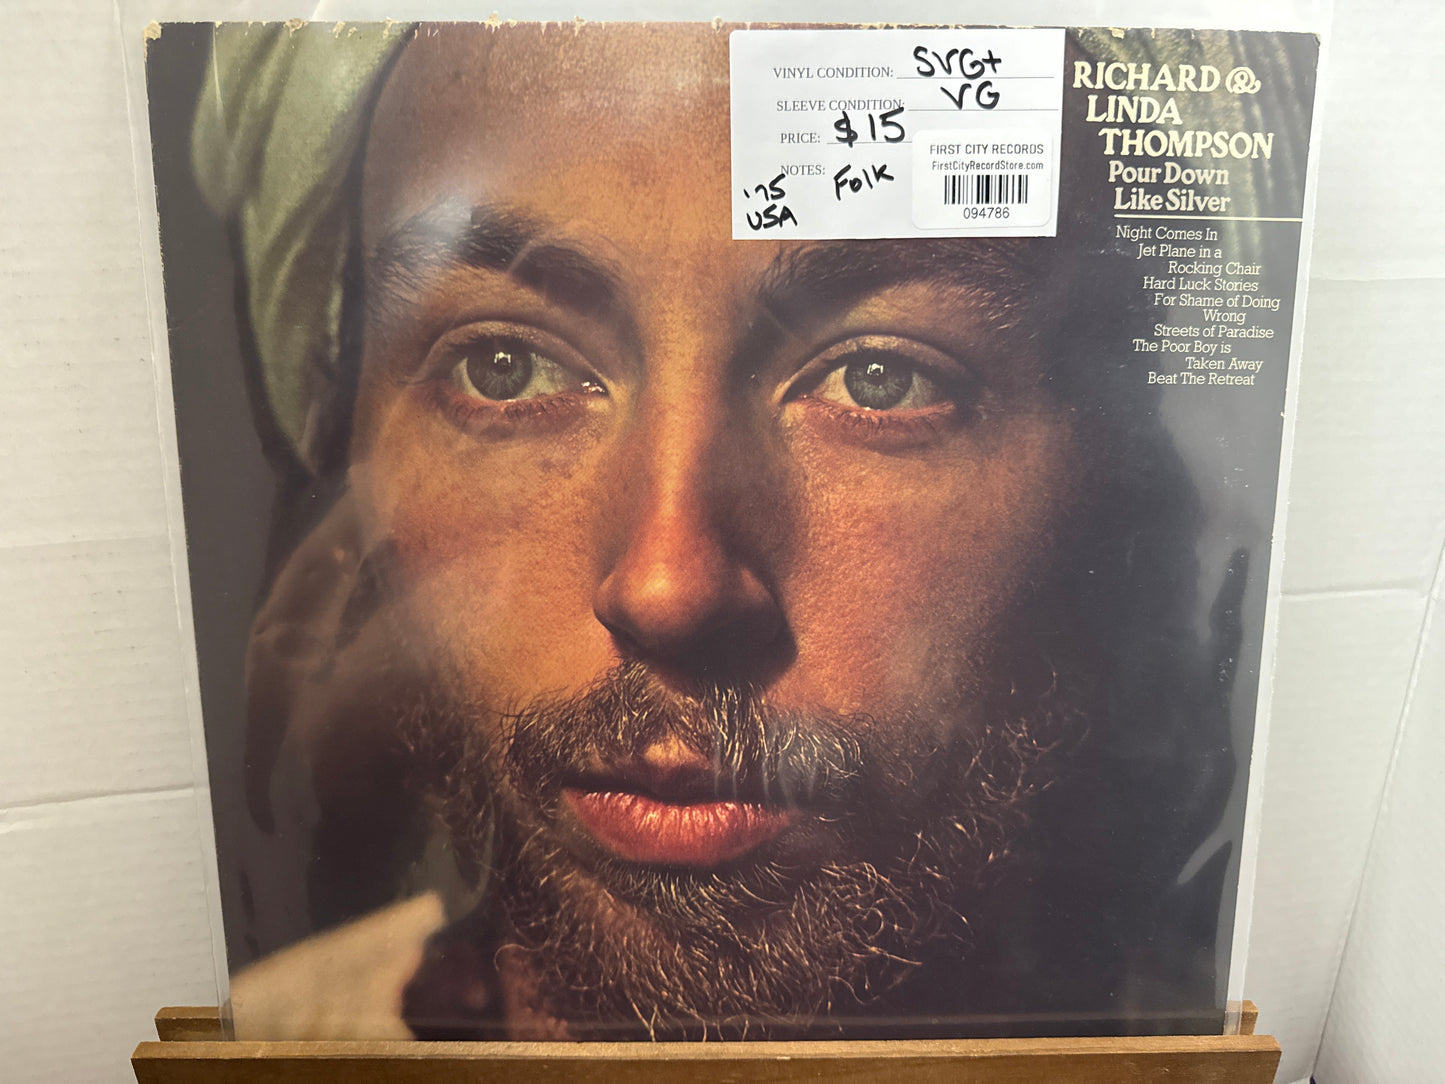 VINYL CONDITION: SVG+
SLEEVE CONDITION: VG
PRICE: $15
NOTES: Folk
'75
USA
FIRST CITY RECORDS
FirstCityRecordStore.com
094786
RICHARD &
LINDA
THOMPSON
Pour Down
Like Silver
Night Comes In
Jet Plane in a
Rocking Chair
Hard Luck Stories
For Shame of Doing
Wrong
Streets of Paradise
The Poor Boy is
Taken Away
Beat The Retreat